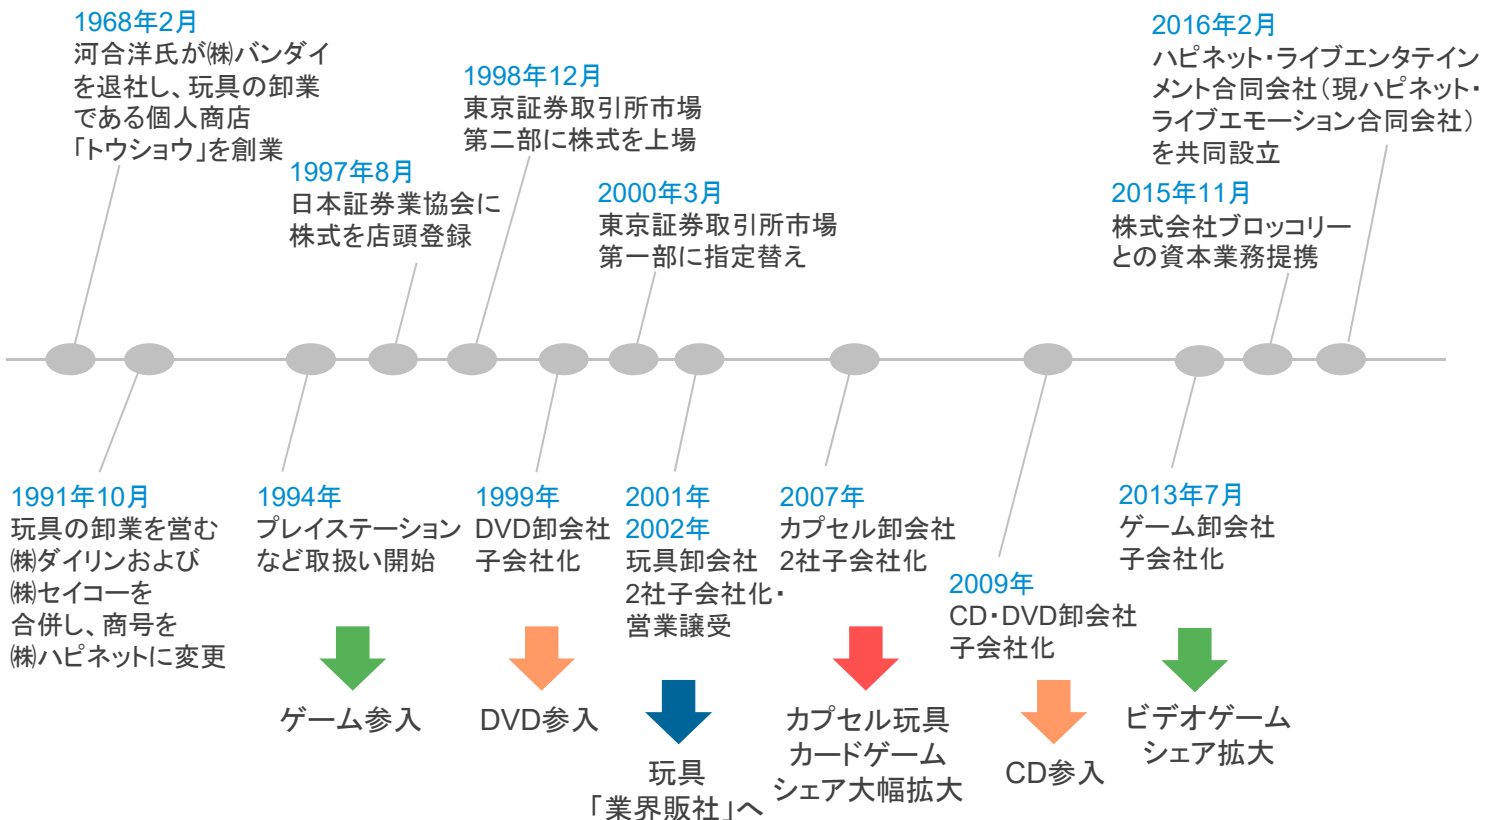 1968年2月
河合洋氏が㈱バンダイ
を退社し、玩具の卸業
である個人商店
「トウショウ」を創業
1997年8月
日本証券業協会に
株式を店頭登録
1998年12月
東京証券取引所市場
第二部に株式を上場
2000年3月
東京証券取引所市場
第一部に指定替え
2016年2月
ハピネット・ライブエンタテイン
メント合同会社（現ハピネット・
ライブエモーション合同会社）
を共同設立
2015年11月
株式会社ブロッコリー
との資本業務提携
1991年10月
玩具の卸業を営む
㈱ダイリンおよび
㈱セイコーを
合併し、商号を
㈱ハピネットに変更
1994年
プレイステーション
など取扱い開始
ゲーム参入
1999年
DVD卸会社
子会社化
DVD参入
2001年
2002年
玩具卸会社
2社子会社化・
営業譲受
玩具
「業界販社」へ
2007年
カプセル卸会社
2社子会社化
カプセル玩具
カードゲーム
シェア大幅拡大
2009年
CD・DVD卸会社
子会社化
CD参入
2013年7月
ゲーム卸会社
子会社化
ビデオゲーム
シェア拡大